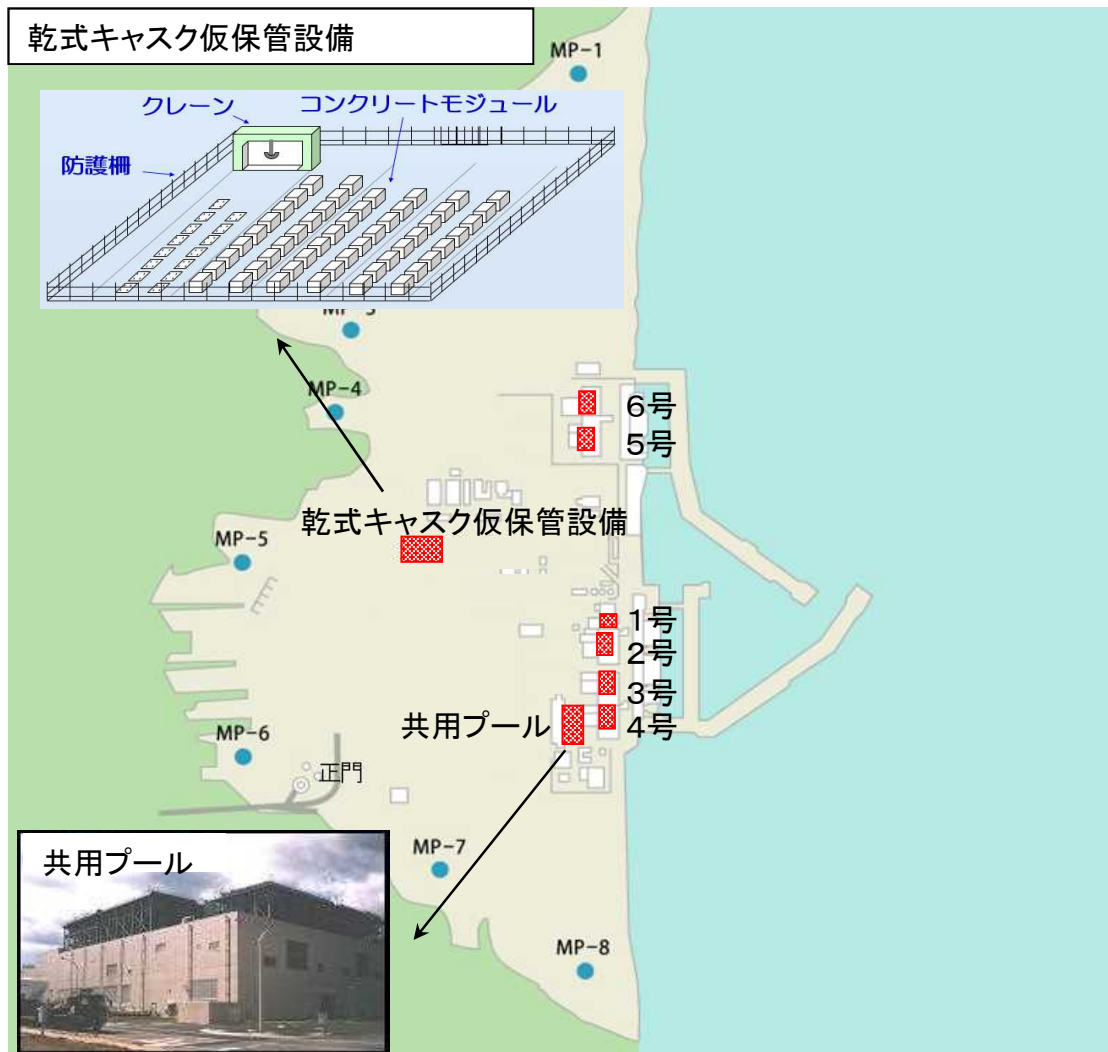 乾式キャスク仮保管設備
MP-1
クレーン
コンクリートモジュール
防護柵
MP-4
6号
5号
乾式キャスク仮保管設備
MP-5
1号
2号
3号
共用プール
4号
MP-6
正門
MP-7
共用プール
MP-8